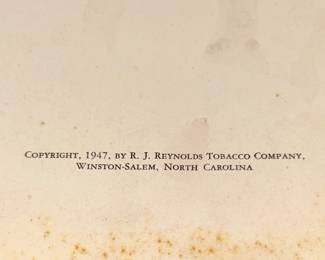 COPYRIGHT, 1947, BY R. J. REYNOLDS TOBACCO COMPANY,
WINSTON-SALEM, NORTH CAROLINA